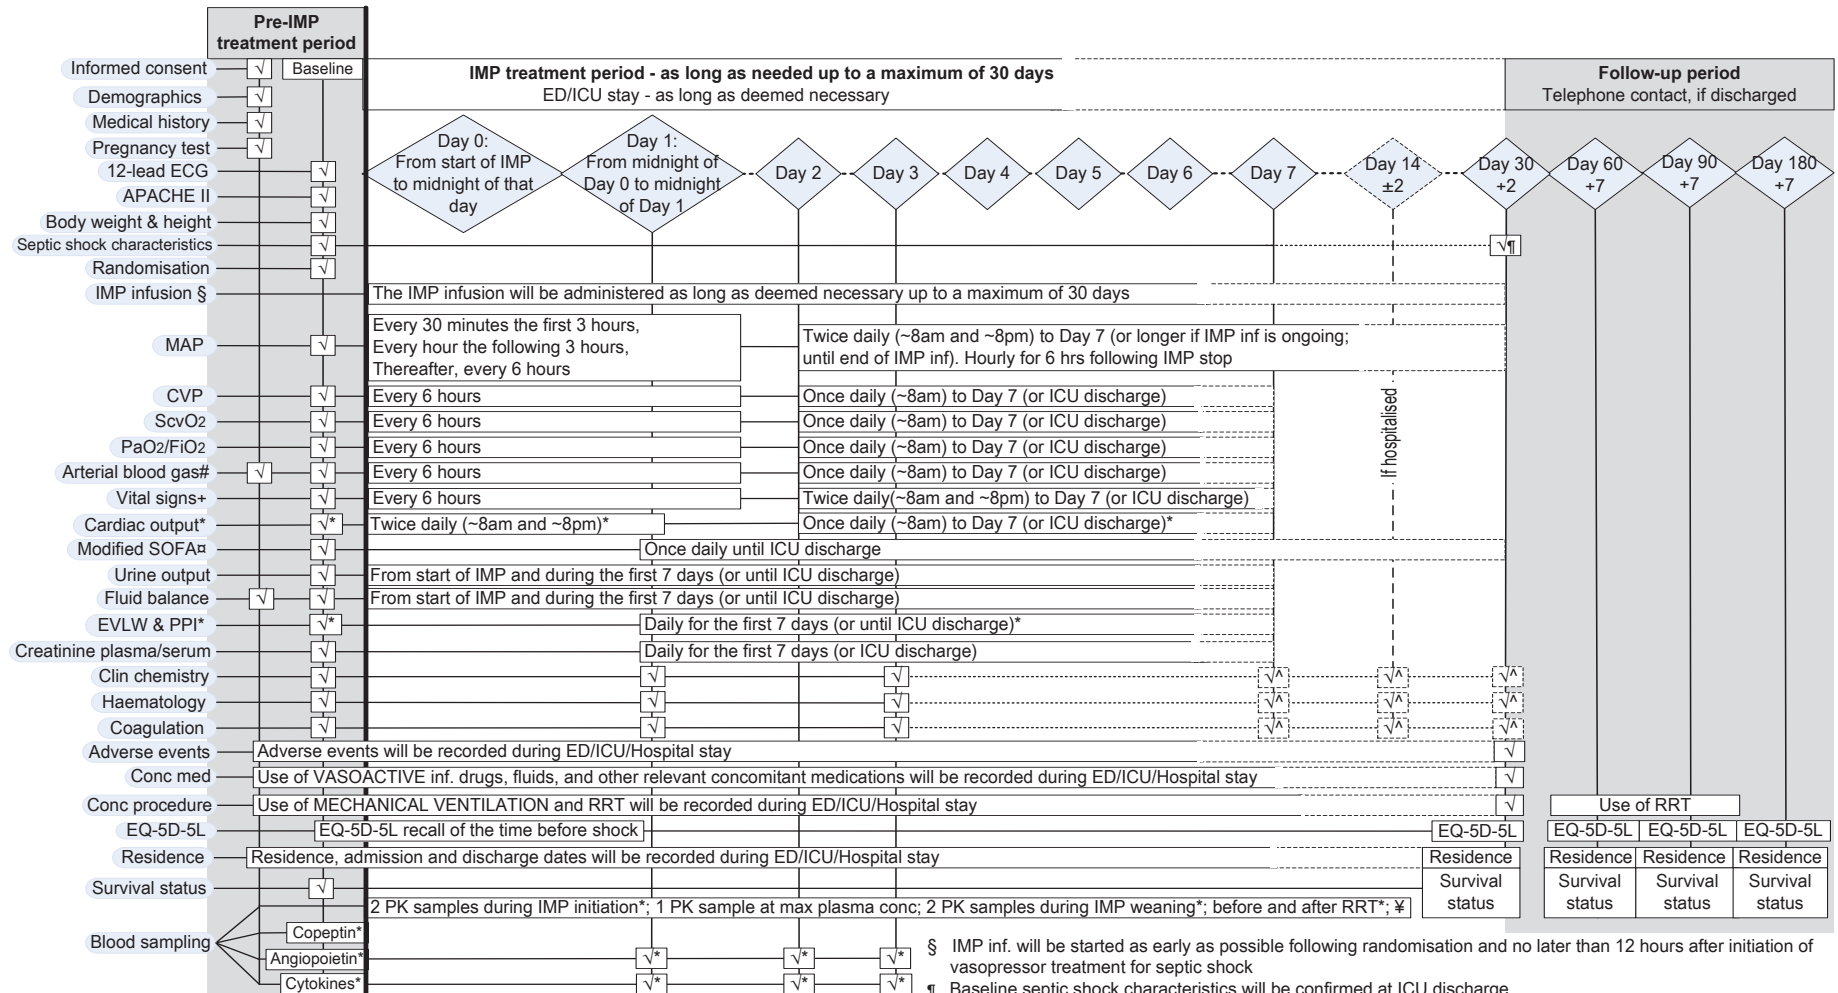 Pre-IMP
treatment period
Informed consent √ Baseline
IMP treatment period - as long as needed up to a maximum of 30 days
ED/ICU stay - as long as deemed necessary
Follow-up period
Telephone contact, if discharged
Demographics √
Medical history √
Pregnancy test √
Day 0:
From start of IMP
to midnight of that
day
Day 1:
From midnight of
Day 0 to midnight
of Day 1
Day 2
Day 3
Day 4
Day 5
Day 6
Day 7
Day 14
±2
Day 30
+2
Day 60
+7
Day 90
+7
Day 180
+7
12-lead ECG √
APACHE II √
Body weight & height √
Septic shock characteristics √ √¶
Randomisation √
IMP infusion § The IMP infusion will be administered as long as deemed necessary up to a maximum of 30 days
MAP √
Every 30 minutes the first 3 hours,
Every hour the following 3 hours,
Thereafter, every 6 hours
Twice daily (~8am and ~8pm) to Day 7 (or longer if IMP inf is ongoing;
until end of IMP inf). Hourly for 6 hrs following IMP stop
CVP √ Every 6 hours Once daily (~8am) to Day 7 (or ICU discharge)
ScvO2 √ Every 6 hours Once daily (~8am) to Day 7 (or ICU discharge)
If hospitalised
PaO2/FiO2 √ Every 6 hours Once daily (~8am) to Day 7 (or ICU discharge)
Arterial blood gas# √ √ Every 6 hours Once daily (~8am) to Day 7 (or ICU discharge)
Vital signs+ √ Every 6 hours Twice daily(~8am and ~8pm) to Day 7 (or ICU discharge)
Cardiac output* √* Twice daily (~8am and ~8pm)* Once daily (~8am) to Day 7 (or ICU discharge)*
Modified SOFA¤ √ Once daily until ICU discharge
Urine output √ From start of IMP and during the first 7 days (or until ICU discharge)
Fluid balance √ √ From start of IMP and during the first 7 days (or until ICU discharge)
EVLW & PPI* √* Daily for the first 7 days (or until ICU discharge)*
Creatinine plasma/serum √ Daily for the first 7 days (or ICU discharge)
Clin chemistry √ √ √ √^ √^ √^
Haematology √ √ √ √^ √^ √^
Coagulation √ √ √ √^ √^ √^
Adverse events Adverse events will be recorded during ED/ICU/Hospital stay √
Conc med Use of VASOACTIVE inf. drugs, fluids, and other relevant concomitant medications will be recorded during ED/ICU/Hospital stay √
Conc procedure Use of MECHANICAL VENTILATION and RRT will be recorded during ED/ICU/Hospital stay √ Use of RRT
EQ-5D-5L EQ-5D-5L recall of the time before shock EQ-5D-5L EQ-5D-5L EQ-5D-5L EQ-5D-5L
Residence Residence, admission and discharge dates will be recorded during ED/ICU/Hospital stay Residence Residence Residence Residence
Survival status √ Survival Survival Survival Survival
status status status status
2 PK samples during IMP initiation*; 1 PK sample at max plasma conc; 2 PK samples during IMP weaning*; before and after RRT*; ¥
Blood sampling
Copeptin*
Angiopoietin* √* √* √*
Cytokines* √* √* √*
§ IMP inf. will be started as early as possible following randomisation and no later than 12 hours after initiation of
vasopressor treatment for septic shock
¶ Baseline septic shock characteristics will be confirmed at ICU discharge